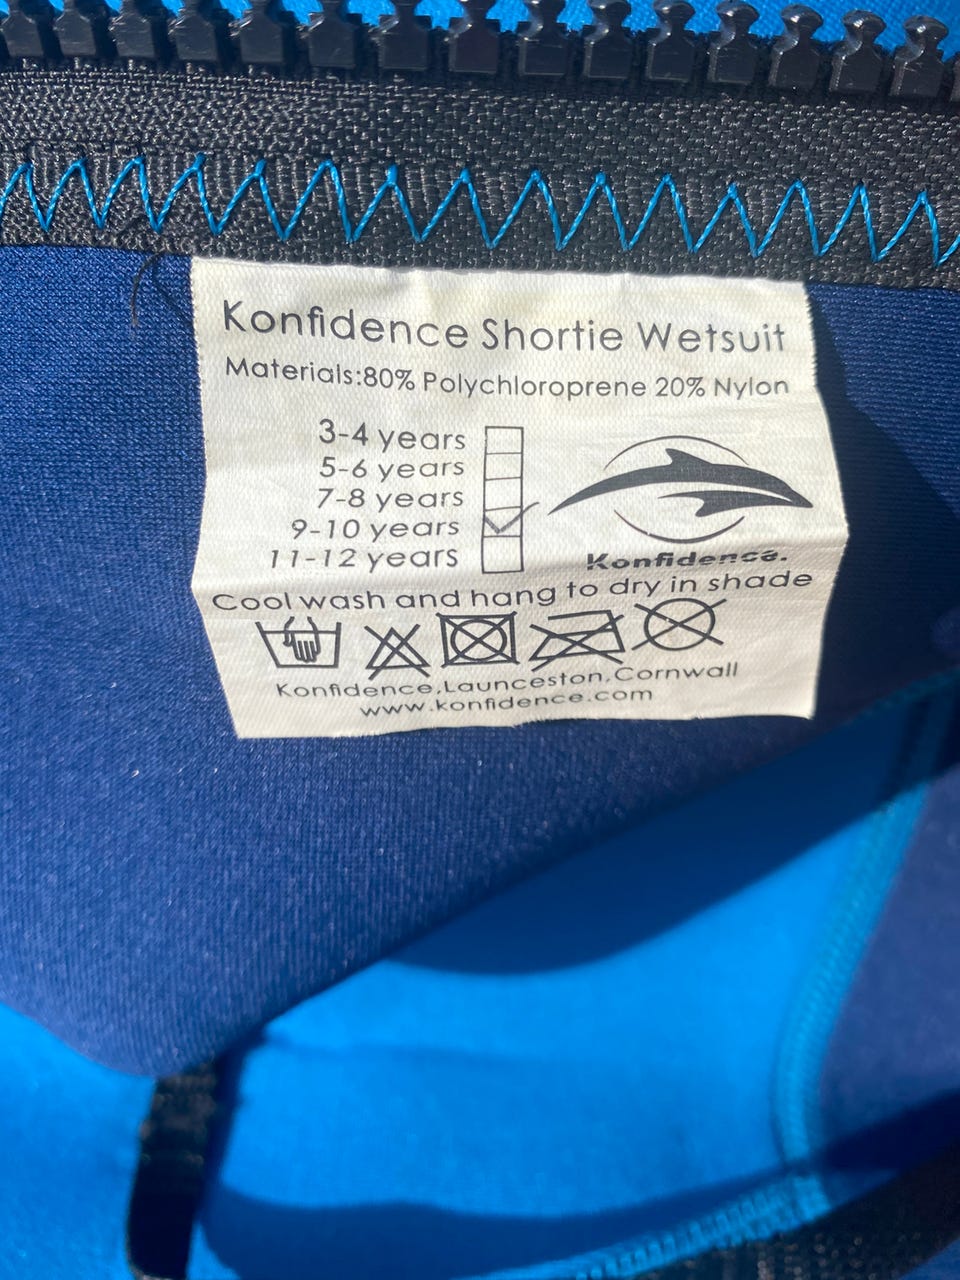 Konfidence Shortie Wetsuit
Materials:80% Polychloroprene 20% Nylon
3-4 years
5-6 years
7-8 years
9-10 years
11-12 years
Konfidence.
Cool wash and hang to dry in shade
Konfidence,Launceston,Cornwall
www.konfidence.com